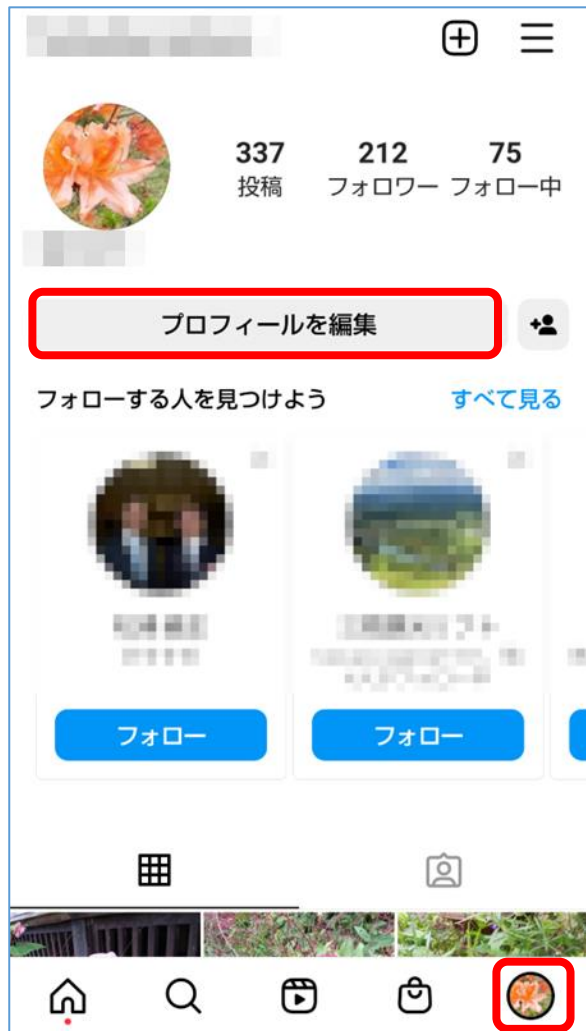 337 212 75
投稿 フォロワー フォロー中
プロフィールを編集
フォローする人を見つけよう すべて見る
フォロー フォロー